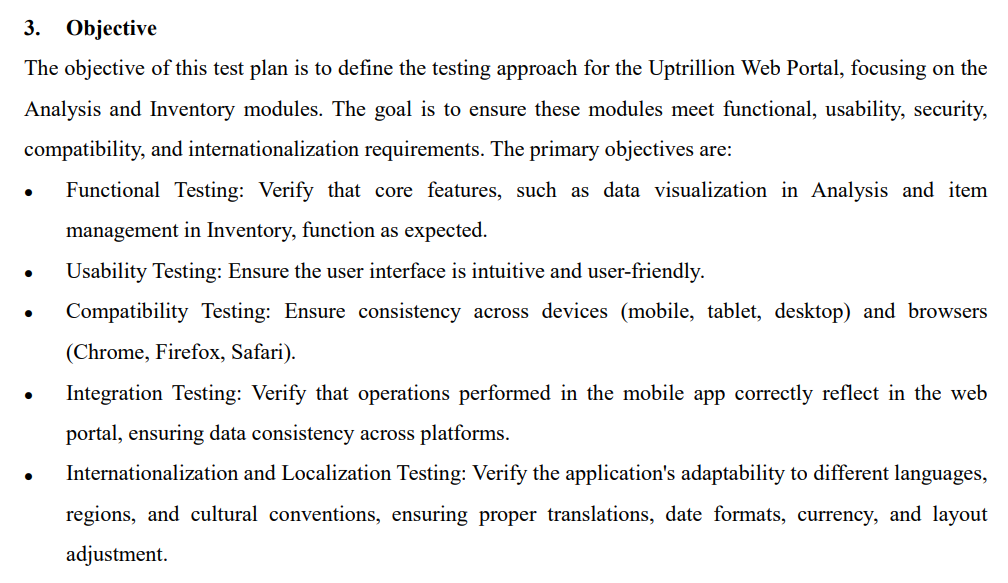 3. Objective
The objective of this test plan is to define the testing approach for the Uptrillion Web Portal, focusing on the
Analysis and Inventory modules. The goal is to ensure these modules meet functional, usability, security,
compatibility, and internationalization requirements. The primary objectives are:
• Functional Testing: Verify that core features, such as data visualization in Analysis and item
management in Inventory, function as expected.
• Usability Testing: Ensure the user interface is intuitive and user-friendly.
• Compatibility Testing: Ensure consistency across devices (mobile, tablet, desktop) and browsers
(Chrome, Firefox, Safari).
• Integration Testing: Verify that operations performed in the mobile app correctly reflect in the web
portal, ensuring data consistency across platforms.
• Internationalization and Localization Testing: Verify the application's adaptability to different languages,
regions, and cultural conventions, ensuring proper translations, date formats, currency, and layout
adjustment.